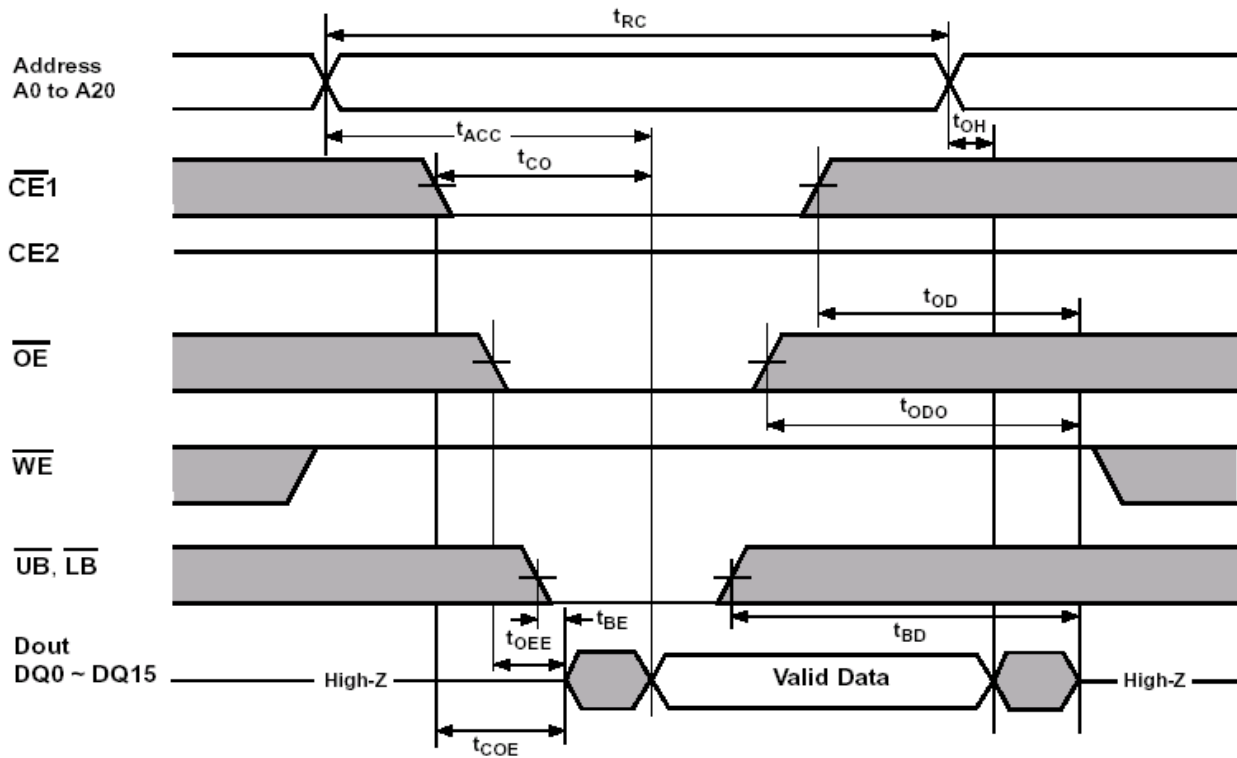 tRC
Address
A0 to A20
tOH
tACC
tCO
CE1
CE2
tOD
OE
tODO
WE
UB, LB
tBE
tOEE
tBD
Dout
DQ0 ~ DQ15
High-Z
Valid Data
High-Z
tCOE